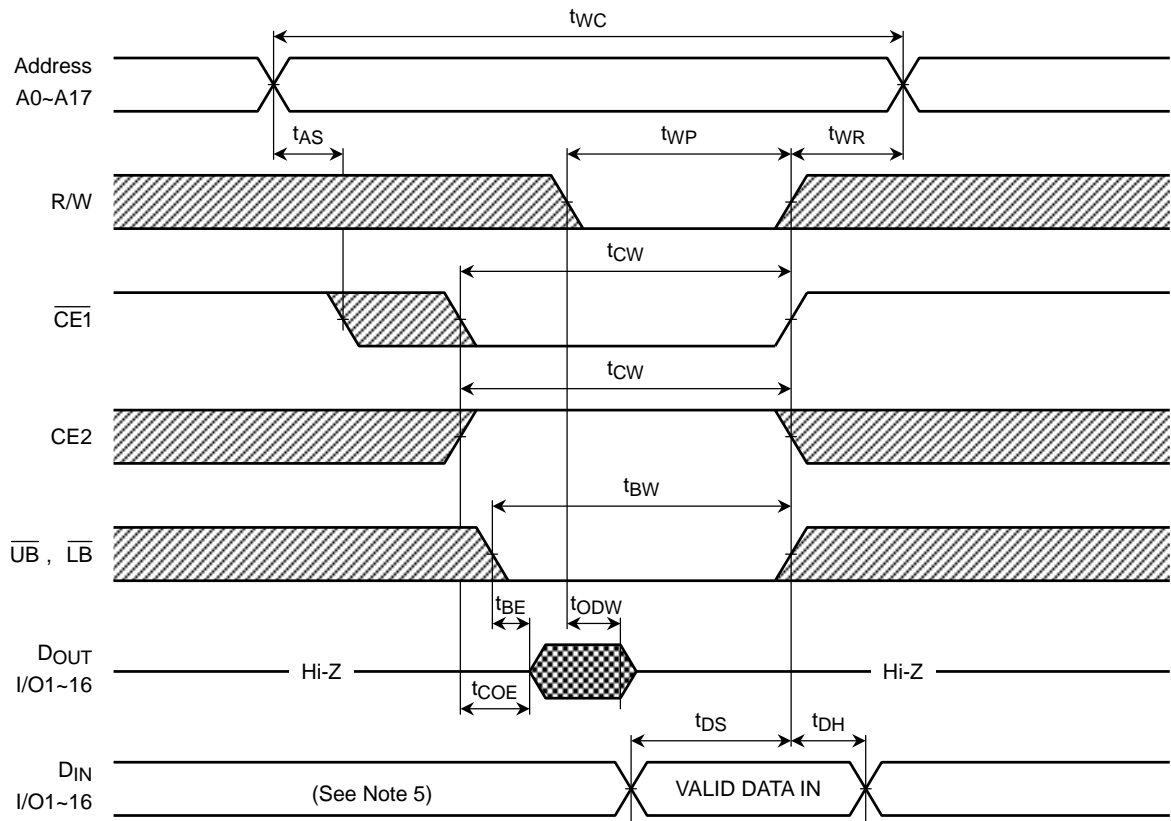 tWC
Address
A0~A17
tAS
tWP
tWR
R/W
tCW
CE1
tCW
CE2
tBW
UB , LB
tBE
tODW
DOUT
I/O1~16
Hi-Z
Hi-Z
tCOE
tDS
tDH
DIN
I/O1~16
(See Note 5)
VALID DATA IN